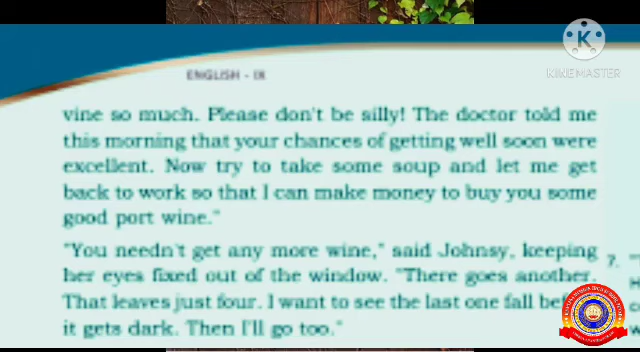 K
KINEMASTER
ENGLISH - IX
vine so much. Please don't be silly! The doctor told me
this morning that your chances of getting well soon were
excellent. Now try to take some soup and let me get
back to work so that I can make money to buy you some
good port wine."
"You needn't get any more wine," said Johnsy, keeping
her eyes fixed out of the window. "There goes another.
That leaves just four. I want to see the last one fall be
it gets dark. Then I'll go too."
7.